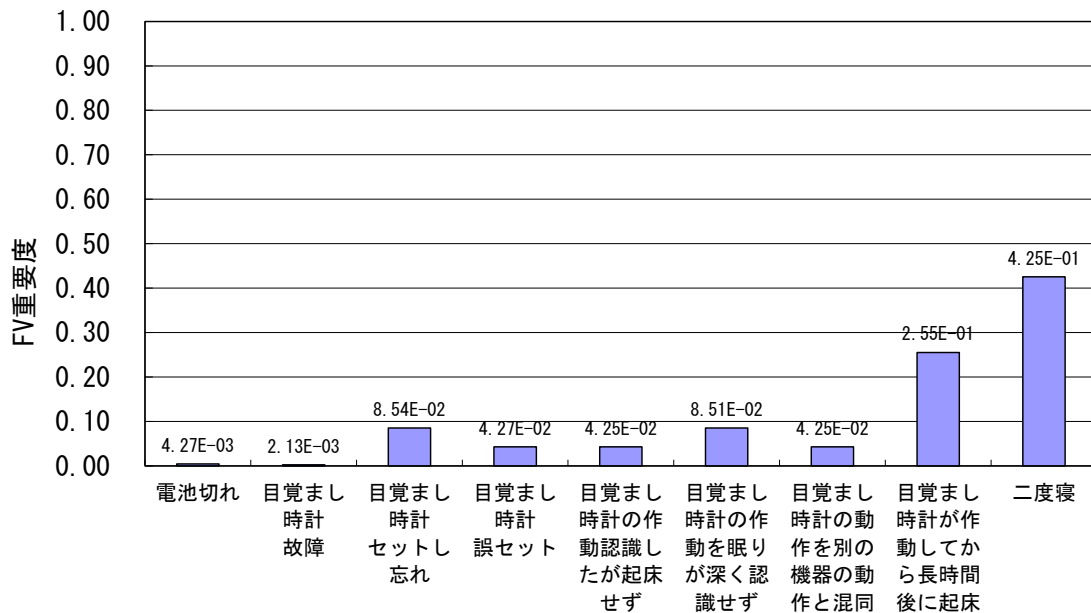 1.00
0.90
0.80
0.70
0.60
0.50
0.40
0.30
0.20
0.10
0.00
FV重要度
4.27E-03
2.13E-03
8.54E-02
4.27E-02
4.25E-02
8.51E-02
4.25E-02
2.55E-01
4.25E-01
電池切れ
目覚まし
時計
故障
目覚まし
時計
セットし
忘れ
目覚まし
時計
誤セット
目覚まし
時計の作
動認識し
たが起床
せず
目覚まし
時計の作
動を眠り
が深く認
識せず
目覚まし
時計の動
作を別の
機器の動
作と混同
目覚まし
時計が作
動してか
ら長時間
後に起床
二度寝